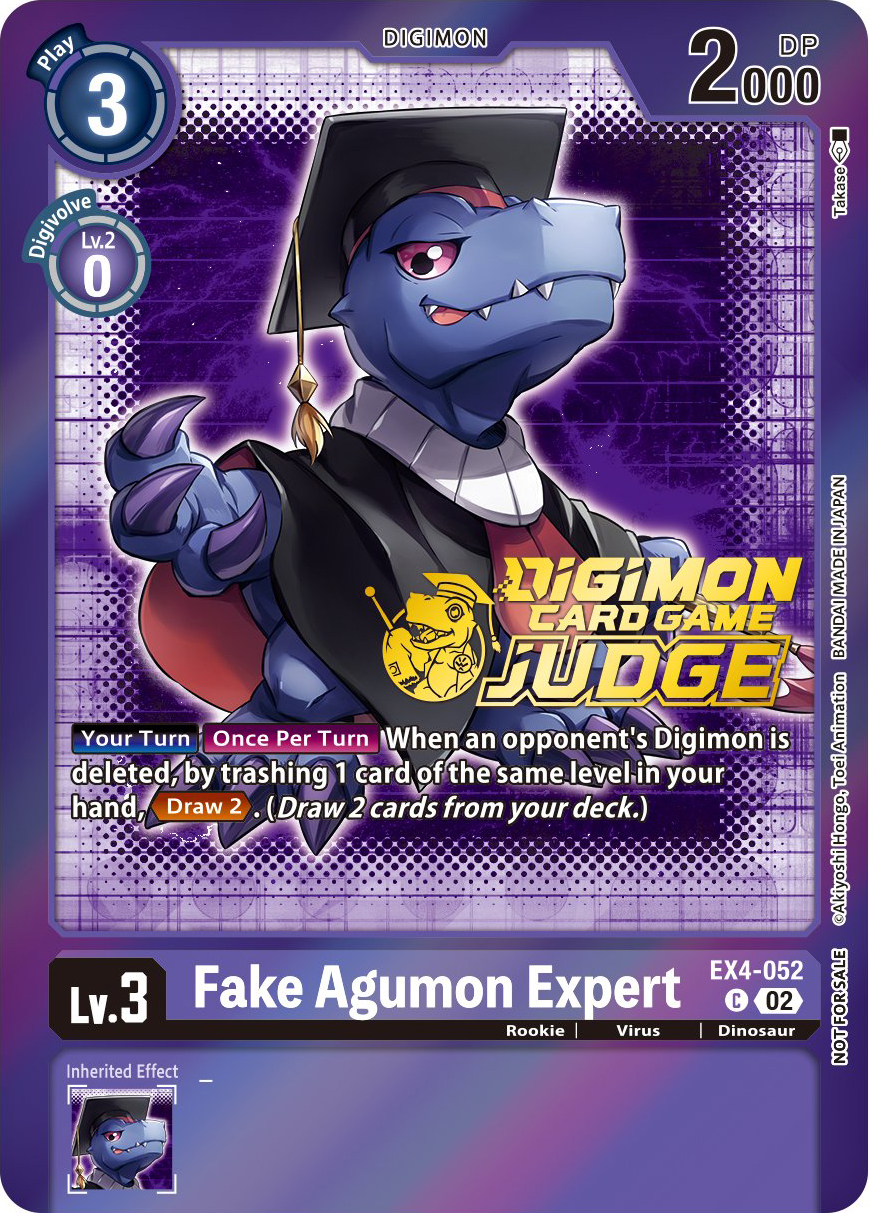 DIGIMON
Play
3
2000
DP
Digivolve
Lv.2
0
Takase
DIGIMON
CARD GAME
JUDGE
Your Turn Once Per Turn When an opponent's Digimon is
deleted, by trashing 1 card of the same level in your
hand, Draw 2 . (Draw 2 cards from your deck.)
©Akiyoshi Hongo, Toei Animation BANDAI MADE IN JAPAN
NOT FOR SALE
Lv.3
Fake Agumon Expert
EX4-052
C 02
Rookie | Virus | Dinosaur
Inherited Effect
–